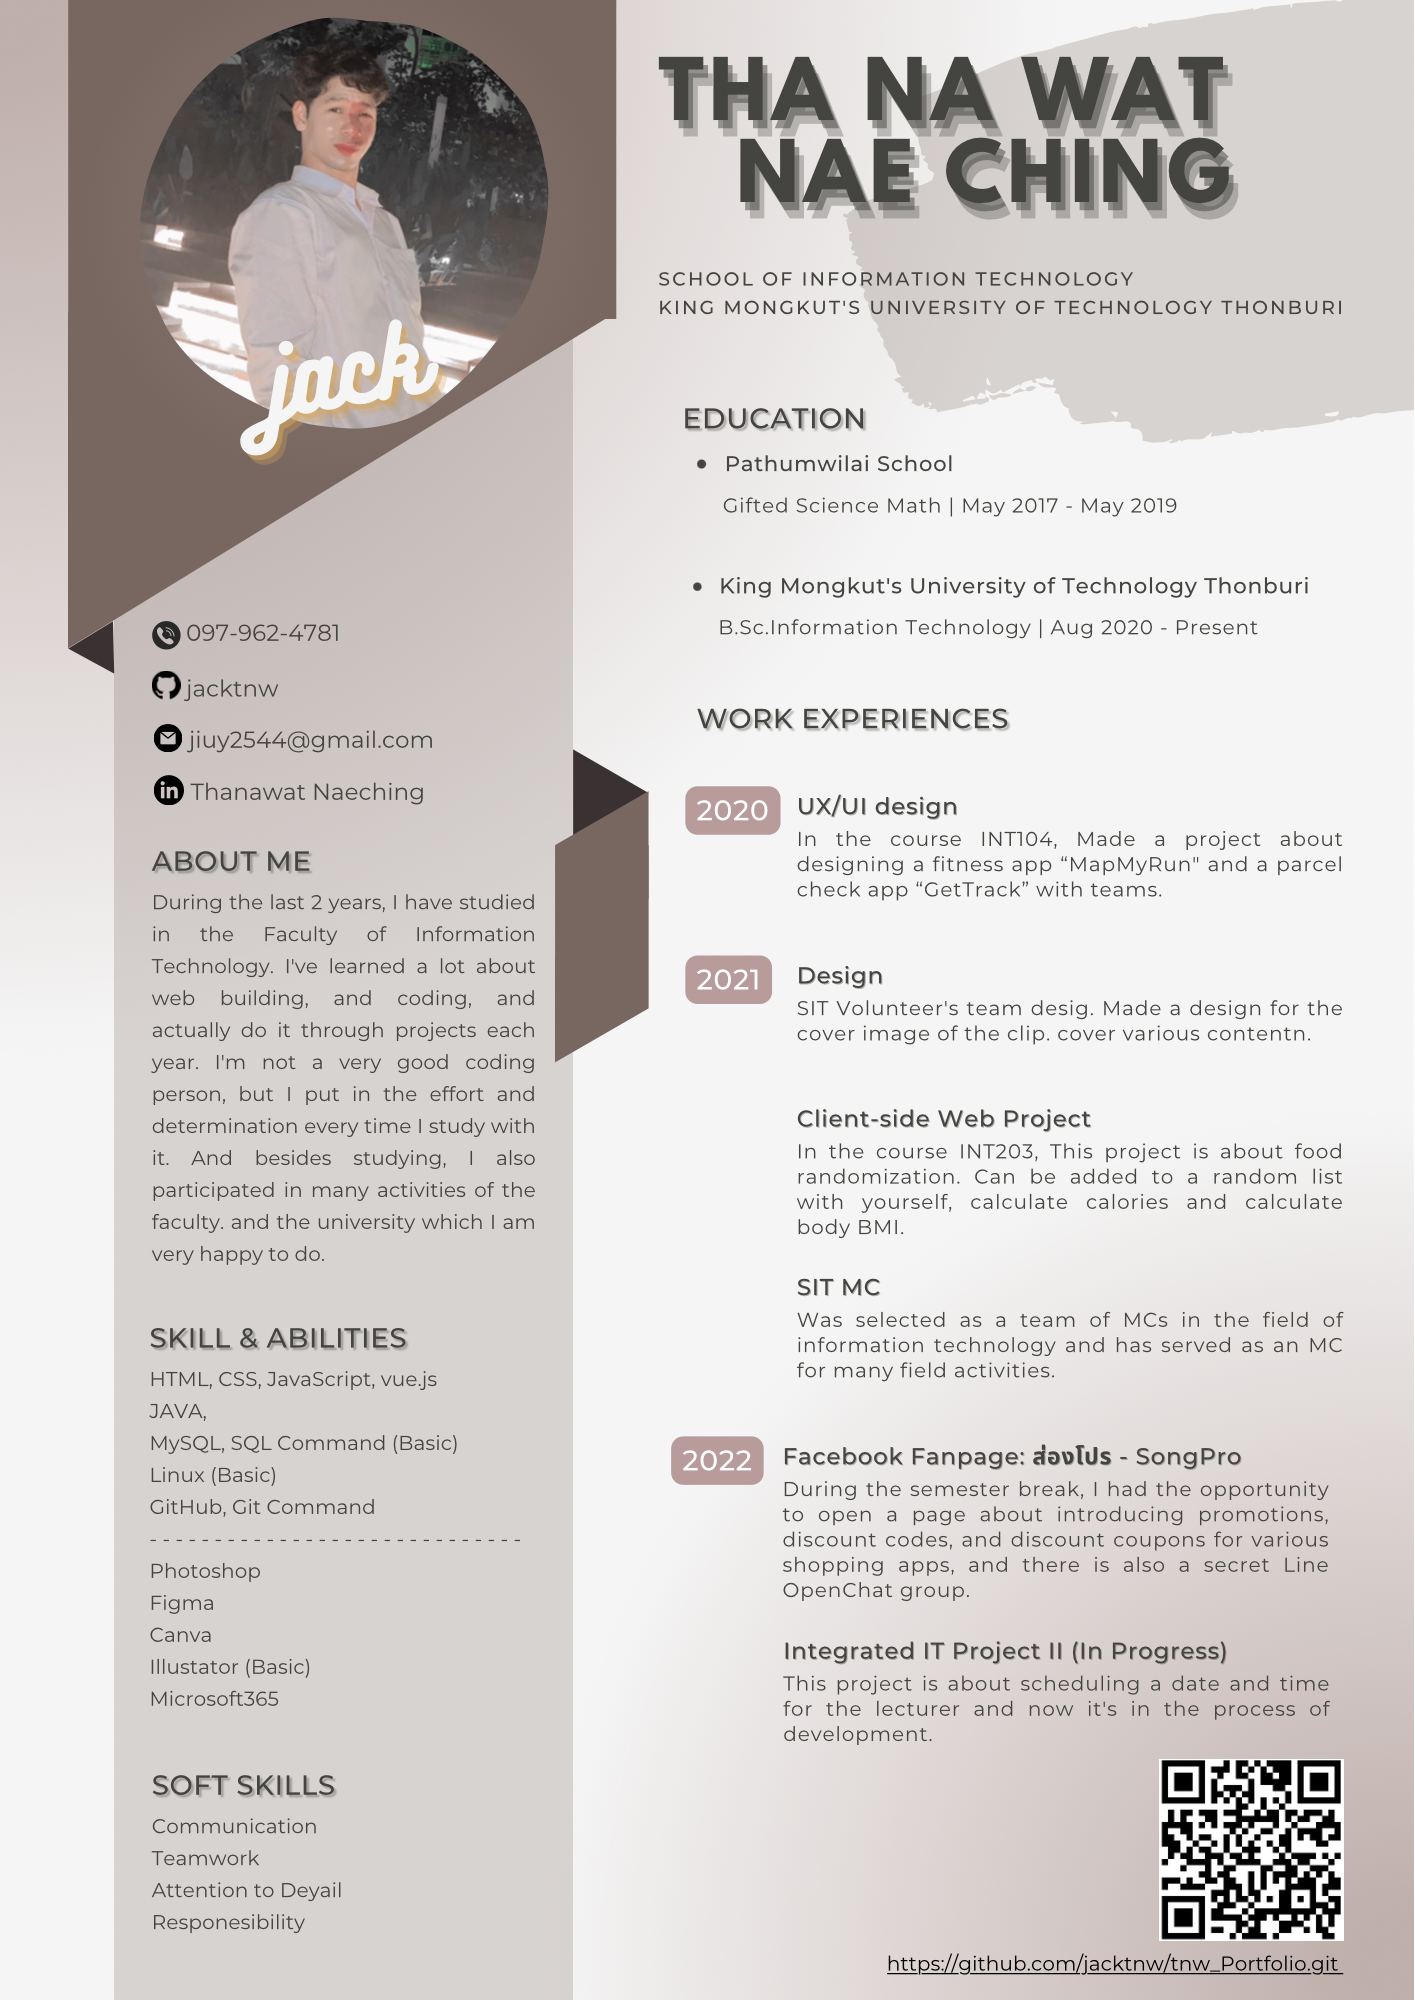 THA NA WAT
NAE CHING
SCHOOL OF INFORMATION TECHNOLOGY
KING MONGKUT'S UNIVERSITY OF TECHNOLOGY THONBURI
jack
097-962-4781
jacktnw
jiuy2544@gmail.com
in Thanawat Naeching
ABOUT ME
During the last 2 years, I have studied
in the Faculty of Information
Technology. I've learned a lot about
web building, and coding, and
actually do it through projects each
year. I'm not a very good coding
person, but I put in the effort and
determination every time I study with
it. And besides studying, I also
participated in many activities of the
faculty. and the university which I am
very happy to do.
SKILL & ABILITIES
HTML, CSS, JavaScript, vue.js
JAVA,
MySQL, SQL Command (Basic)
Linux (Basic)
GitHub, Git Command
- - - - - - - - - - - - - - - - - - - - - - - - - - - - -
Photoshop
Figma
Canva
Illustator (Basic)
Microsoft365
SOFT SKILLS
Communication
Teamwork
Attention to Deyail
Responesibility
EDUCATION
• Pathumwilai School
Gifted Science Math | May 2017 - May 2019
• King Mongkut's University of Technology Thonburi
B.Sc.Information Technology | Aug 2020 - Present
WORK EXPERIENCES
2020 UX/UI design
In the course INT104, Made a project about
designing a fitness app “MapMyRun" and a parcel
check app “GetTrack” with teams.
2021 Design
SIT Volunteer's team desig. Made a design for the
cover image of the clip. cover various contentn.
Client-side Web Project
In the course INT203, This project is about food
randomization. Can be added to a random list
with yourself, calculate calories and calculate
body BMI.
SIT MC
Was selected as a team of MCs in the field of
information technology and has served as an MC
for many field activities.
2022 Facebook Fanpage: ส่องโปร - SongPro
During the semester break, I had the opportunity
to open a page about introducing promotions,
discount codes, and discount coupons for various
shopping apps, and there is also a secret Line
OpenChat group.
Integrated IT Project II (In Progress)
This project is about scheduling a date and time
for the lecturer and now it's in the process of
development.
https://github.com/jacktnw/tnw_Portfolio.git